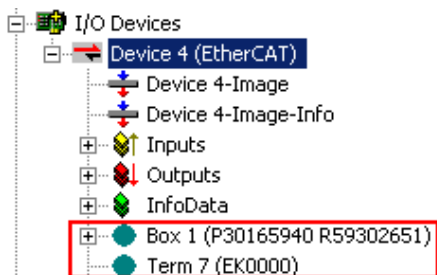 I/O Devices
Device 4 (EtherCAT)
Device 4-Image
Device 4-Image-Info
Inputs
Outputs
InfoData
Box 1 (P30165940 R59302651)
Term 7 (EK0000)